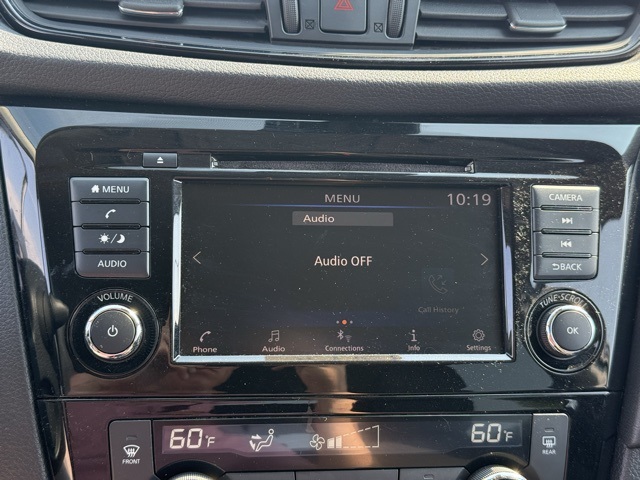 MENU
AUDIO
VOLUME
MENU
10:19
Audio
Audio OFF
Call History
Phone
Audio
Connections
Info
Settings
CAMERA
BACK
TUNE·SCROLL
OK
FRONT
60°F
60°F
REAR